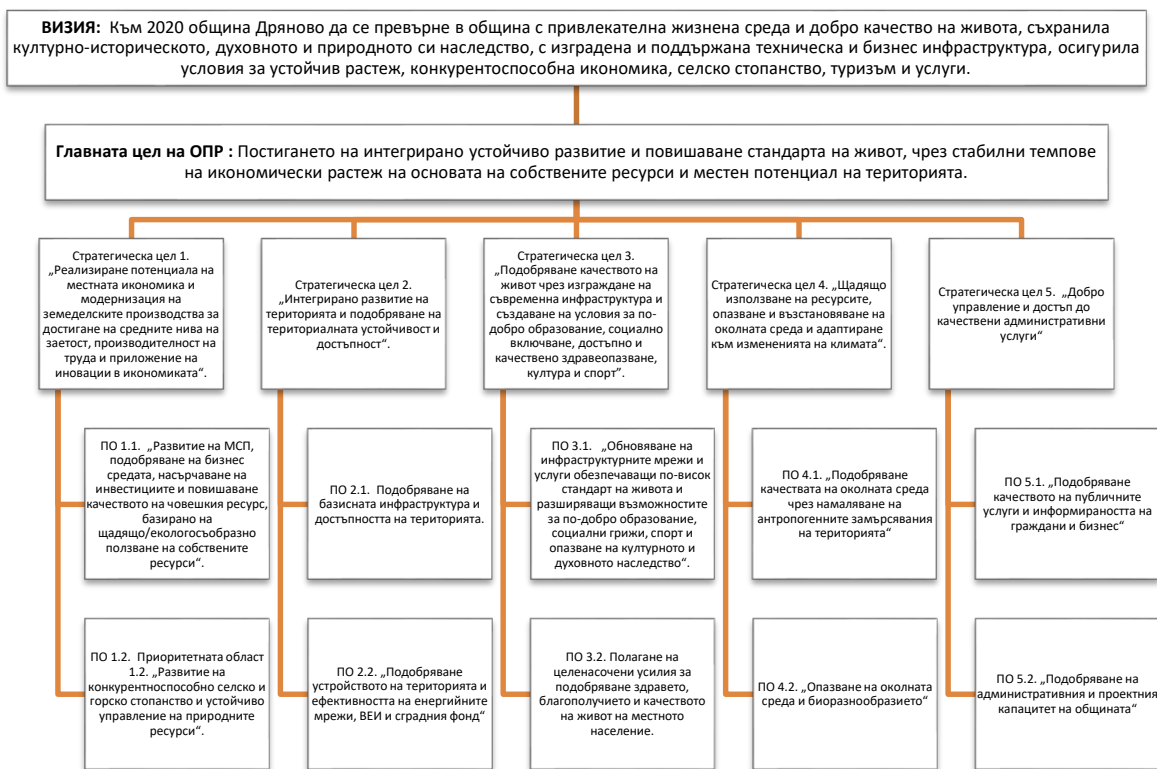 ВИЗИЯ: Към 2020 община Дряново да се превърне в община с привлекателна жизнена среда и добро качество на живота, съхранила
културно-историческото, духовното и природното си наследство, с изградена и поддържана техническа и бизнес инфраструктура, осигурила
условия за устойчив растеж, конкурентоспособна икономика, селско стопанство, туризъм и услуги.
Главната цел на ОПР : Постигането на интегрирано устойчиво развитие и повишаване стандарта на живот, чрез стабилни темпове
на икономически растеж на основата на собствените ресурси и местен потенциал на територията.
Стратегическа цел 1.
„Реализиране потенциала на
местната икономика и
модернизация на
земеделските производства за
достигане на средните нива на
заетост, производителност на
труда и приложение на
иновации в икономиката“.
Стратегическа цел 2.
„Интегрирано развитие на
територията и подобряване на
териториалната устойчивост и
достъпност“.
Стратегическа цел 3.
„Подобряване качеството на
живот чрез изграждане на
съвременна инфраструктура и
създаване на условия за по-
добро образование, социално
включване, достъпно и
качествено здравеопазване,
култура и спорт”.
Стратегическа цел 4. „Щадящо
използване на ресурсите,
опазване и възстановяване на
околната среда и адаптиране
към измененията на климата“.
Стратегическа цел 5. „Добро
управление и достъп до
качествени административни
услуги“
ПО 1.1. „Развитие на МСП,
подобряване на бизнес
средата, насърчаване на
инвестициите и повишаване
качеството на човешкия ресурс,
базирано на
щадящо/екологосъобразно
ползване на собствените
ресурси“.
ПО 2.1. Подобряване на
базисната инфраструктура и
достъпността на територията.
ПО 3.1. „Обновяване на
инфраструктурните мрежи и
услуги обезпечаващи по-висок
стандарт на живота и
разширяващи възможностите
за по-добро образование,
социални грижи, спорт и
опазване на културното и
духовното наследство“.
ПО 4.1. „Подобряване
качествата на околната среда
чрез намаляване на
антропогенните замърсявания
на територията“
ПО 5.1. „Подобряване
качеството на публичните
услуги и информираността на
граждани и бизнес“
ПО 1.2. Приоритетната област
1.2. „Развитие на
конкурентноспособно селско и
горско стопанство и устойчиво
управление на природните
ресурси“.
ПО 2.2. „Подобряване
устройството на територията и
ефективността на енергийните
мрежи, ВЕИ и сградния фонд“
ПО 3.2. Полагане на
целенасочени усилия за
подобряване здравето,
благополучието и качеството
на живот на местното
население.
ПО 4.2. „Опазване на околната
среда и биоразнообразието“
ПО 5.2. „Подобряване на
административния и проектния
капацитет на общината“